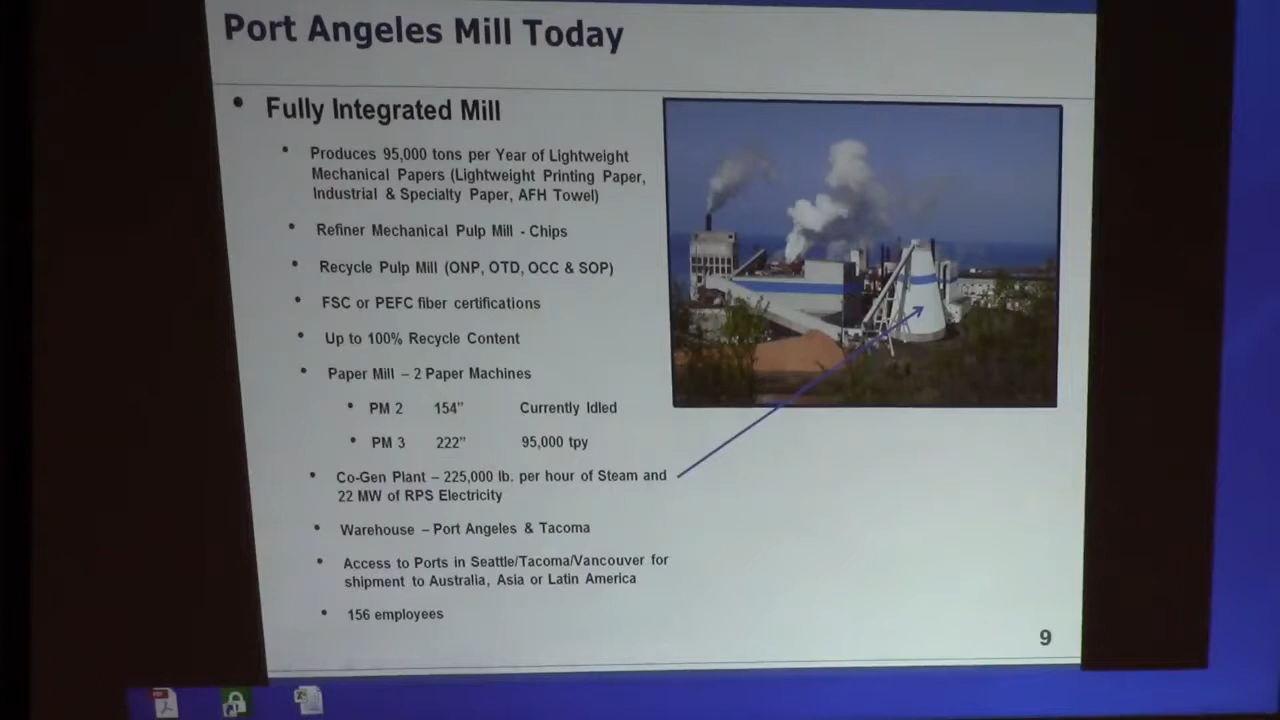 Port Angeles Mill Today
• Fully Integrated Mill
• Produces 95,000 tons per Year of Lightweight
Mechanical Papers (Lightweight Printing Paper,
Industrial & Specialty Paper, AFH Towel)
• Refiner Mechanical Pulp Mill - Chips
• Recycle Pulp Mill (ONP, OTD, OCC & SOP)
• FSC or PEFC fiber certifications
• Up to 100% Recycle Content
• Paper Mill – 2 Paper Machines
• PM 2 154” Currently Idled
• PM 3 222” 95,000 tpy
• Co-Gen Plant – 225,000 lb. per hour of Steam and
22 MW of RPS Electricity
• Warehouse – Port Angeles & Tacoma
• Access to Ports in Seattle/Tacoma/Vancouver for
shipment to Australia, Asia or Latin America
• 156 employees
9